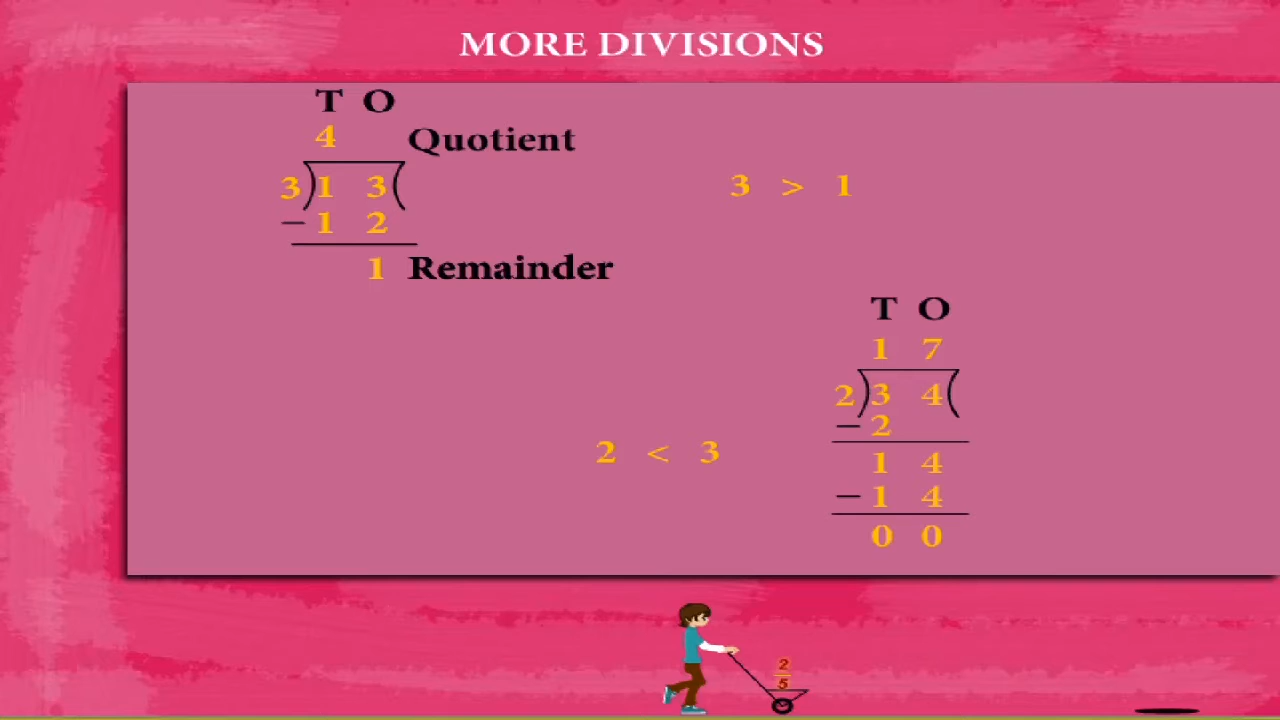 MORE DIVISIONS
T O
4 Quotient
3)1 3(
3 > 1
−1 2
1 Remainder
T O
1 7
2)3 4(
−2
2 < 3
1 4
−1 4
0 0
2
5